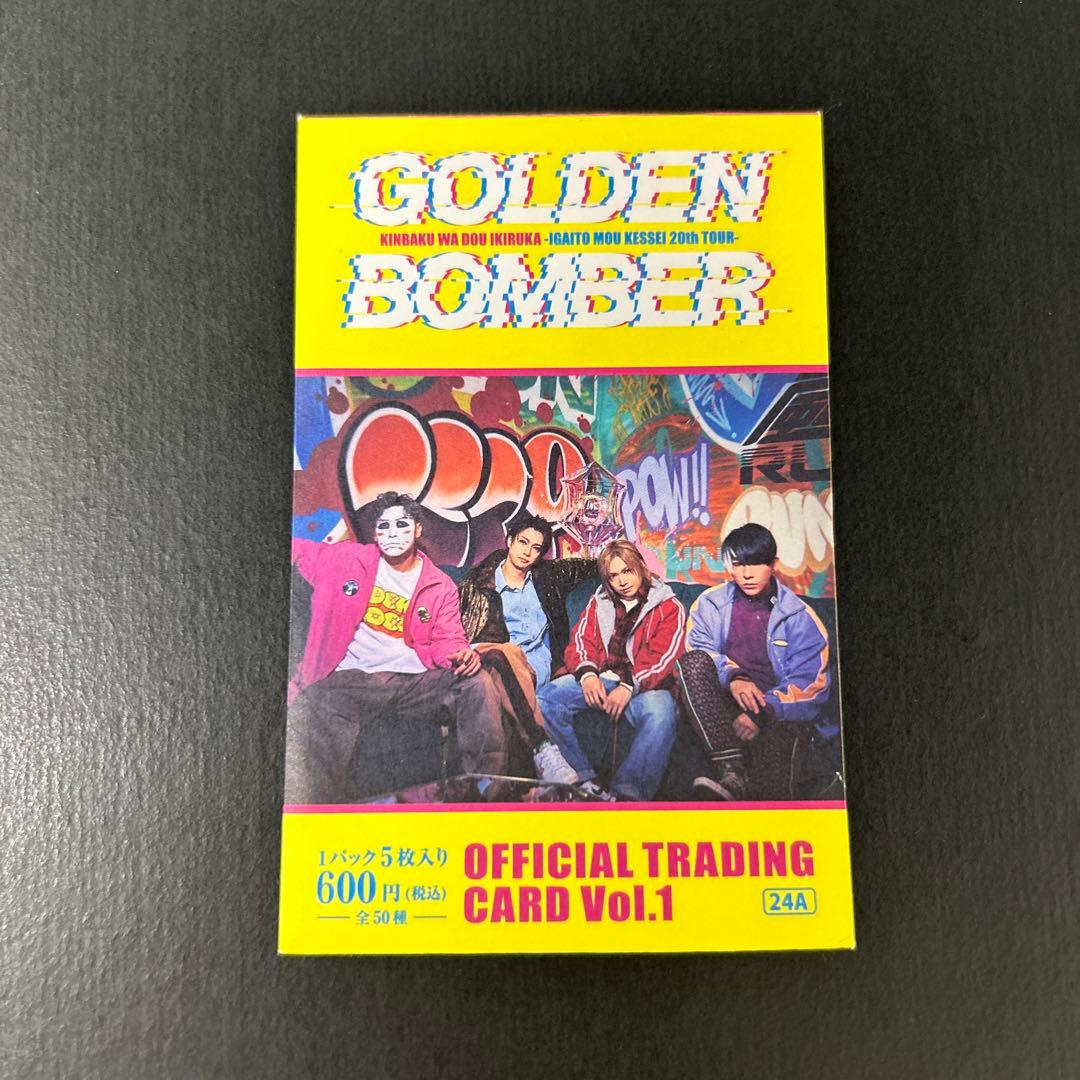 GOLDEN
KINBAKU WA DOU IKIRUKA -IGAITO MOU KESSEI 20th TOUR-
BOMBER
POW!!
RU
1パック5枚入り
600円(税込)
全50種
OFFICIAL TRADING
CARD Vol.1
24A